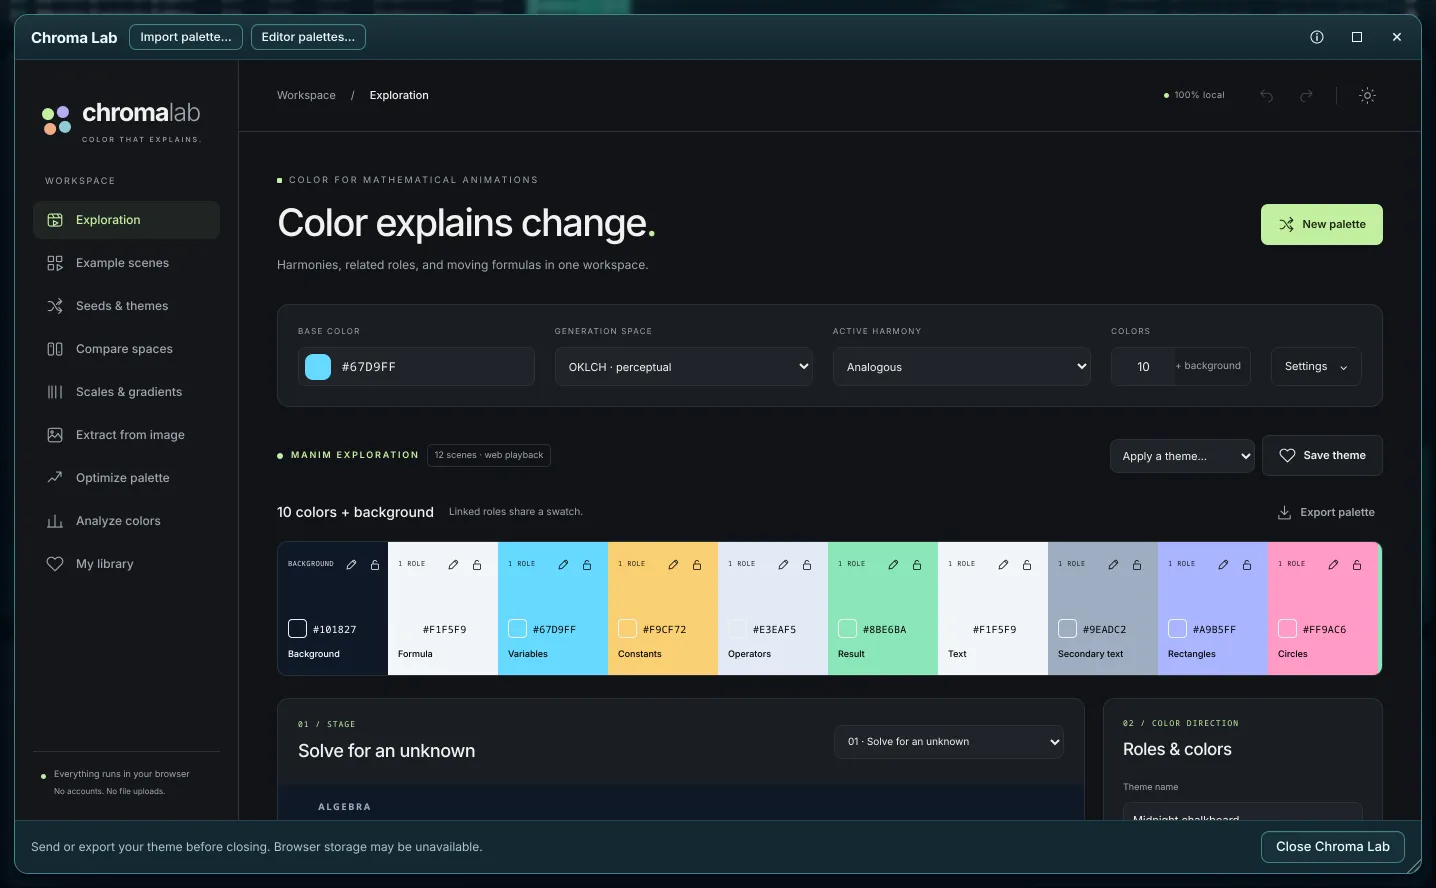 Chroma Lab
Import palette...
Editor palettes...
chromalab
COLOR THAT EXPLAINS.
WORKSPACE
Exploration
Example scenes
Seeds & themes
Compare spaces
Scales & gradients
Extract from image
Optimize palette
Analyze colors
My library
Everything runs in your browser
No accounts. No file uploads.
Workspace / Exploration
100% local
COLOR FOR MATHEMATICAL ANIMATIONS
Color explains change.
Harmonies, related roles, and moving formulas in one workspace.
New palette
BASE COLOR
#67D9FF
GENERATION SPACE
OKLCH · perceptual
ACTIVE HARMONY
Analogous
COLORS
10 + background
Settings
MANIM EXPLORATION
12 scenes · web playback
Apply a theme...
Save theme
10 colors + background
Linked roles share a swatch.
Export palette
BACKGROUND
#101827
Background
1 ROLE
#F1F5F9
Formula
1 ROLE
#67D9FF
Variables
1 ROLE
#F9CF72
Constants
1 ROLE
#E3EAF5
Operators
1 ROLE
#8BE6BA
Result
1 ROLE
#F1F5F9
Text
1 ROLE
#9EADC2
Secondary text
1 ROLE
#A9B5FF
Rectangles
1 ROLE
#FF9AC6
Circles
01 / STAGE
Solve for an unknown
01 · Solve for an unknown
ALGEBRA
02 / COLOR DIRECTION
Roles & colors
Theme name
Midnight chalkboard
Send or export your theme before closing. Browser storage may be unavailable.
Close Chroma Lab